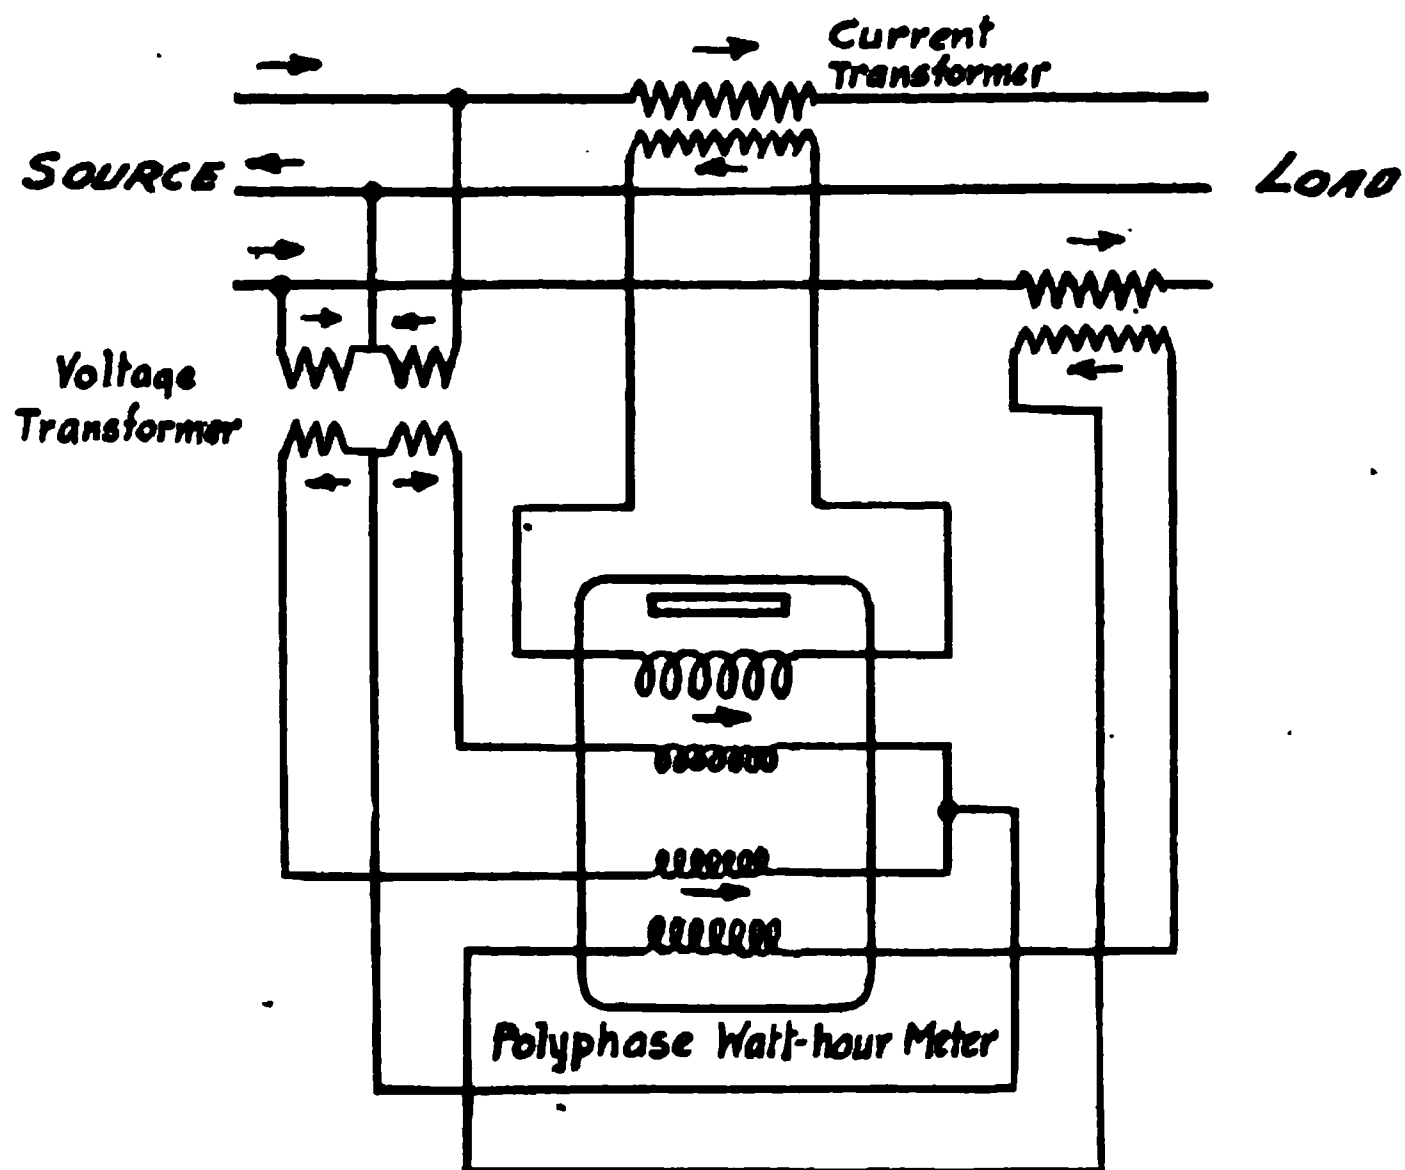 Current
Transformer
SOURCE
LOAD
Voltage
Transformer
Polyphase Watt-hour Meter